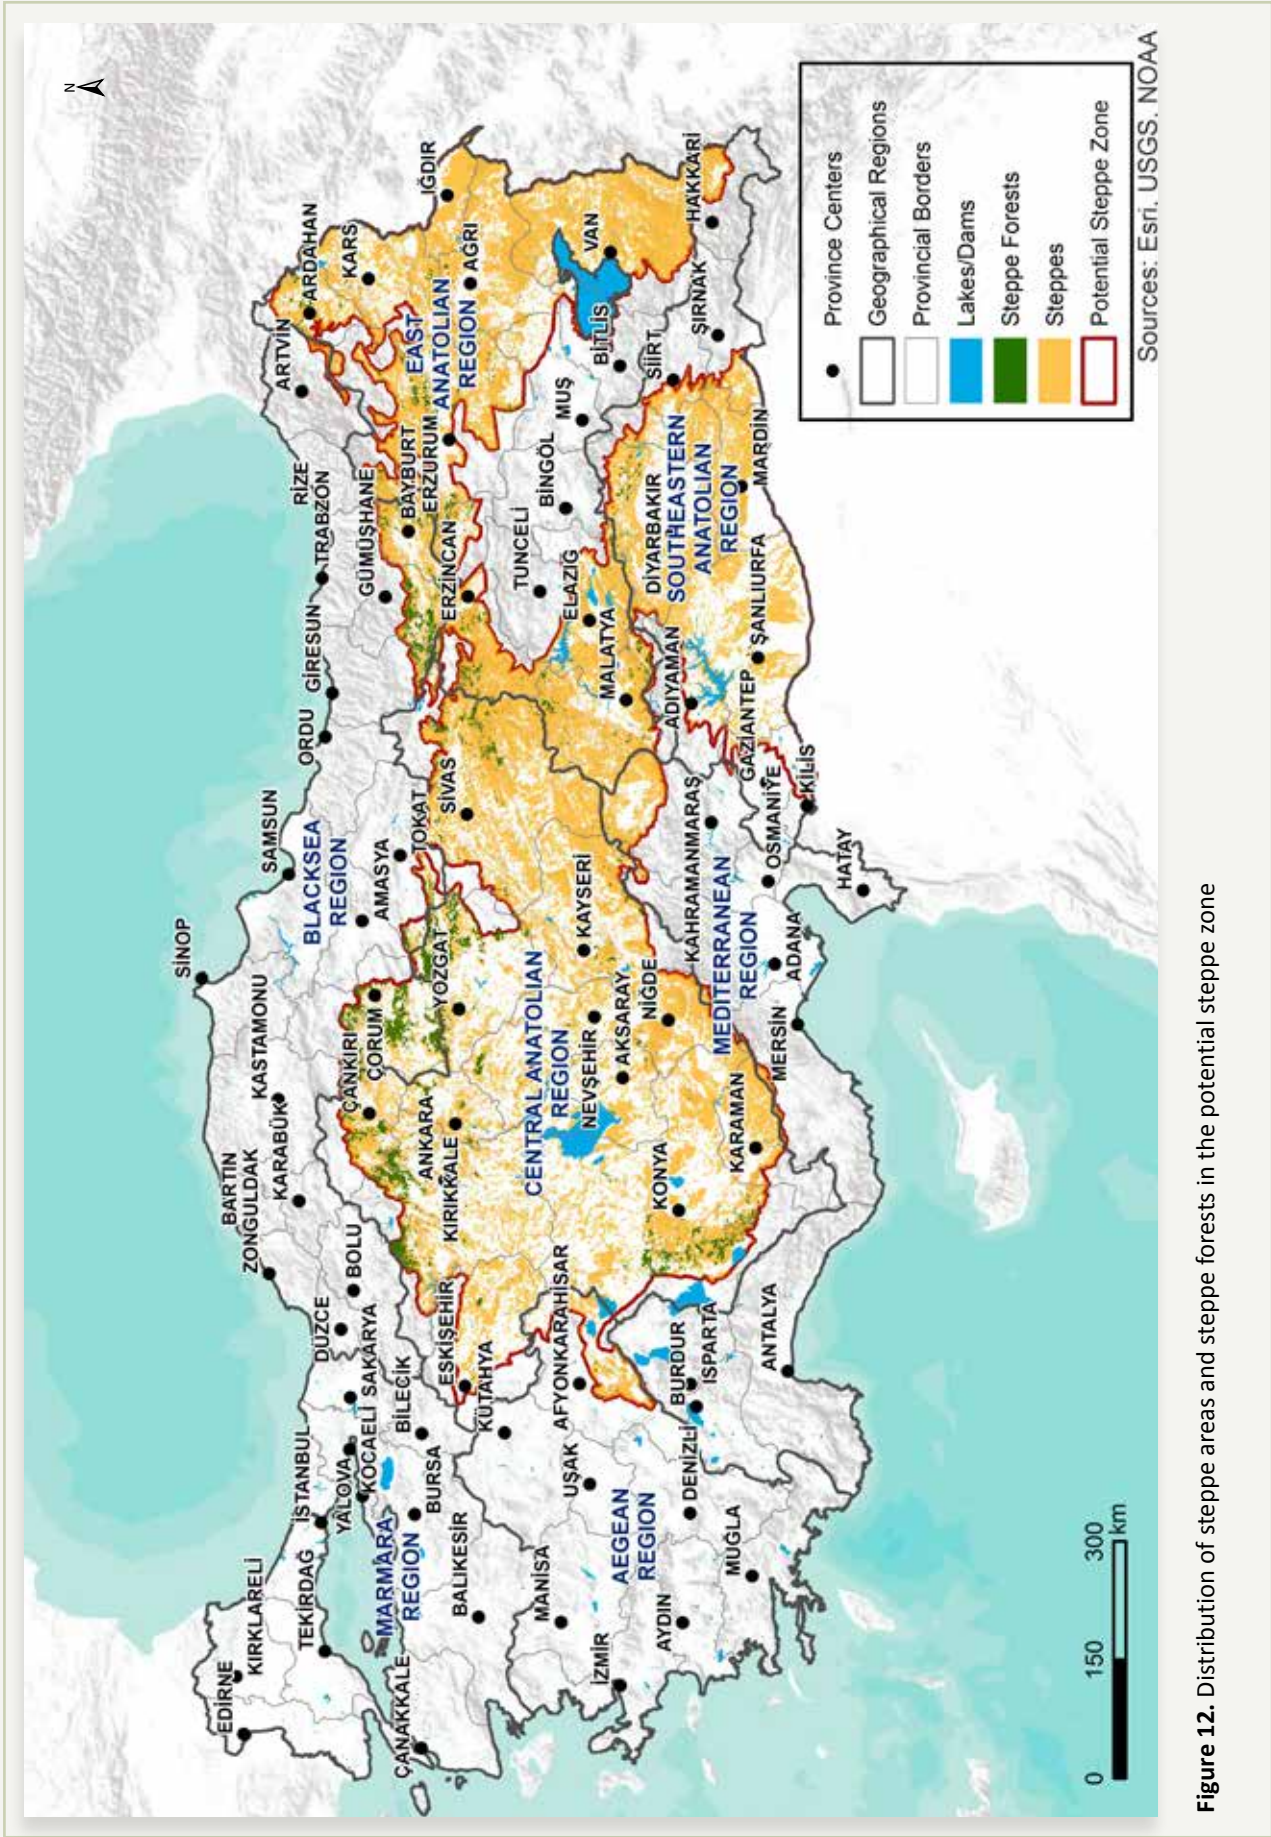 N
SİNOP
BARTIN
ZONGULDAK
KASTAMONU
KARABÜK
SAMSUN
ORDU
GİRESUN
TRABZON
RİZE
ARTVİN
ARDAHAN
KARS
EDİRNE
KIRKLARELİ
TEKİRDAĞ
İSTANBUL
YALOVA
KOCAELİ
SAKARYA
DÜZCE
BOLU
ÇANKIRI
ÇORUM
AMASYA
TOKAT
BLACKSEA
REGION
GÜMÜŞHANE
BAYBURT
ERZURUM
EAST
ANATOLIAN
REGION
IĞDIR
AĞRI
MARMARA
REGION
ÇANAKKALE
BALIKESİR
BURSA
BİLECİK
ESKİŞEHİR
KÜTAHYA
ANKARA
KIRIKKALE
YOZGAT
SİVAS
ERZİNCAN
TUNCELİ
BİNGÖL
MUŞ
BİTLİS
VAN
MANİSA
UŞAK
AFYONKARAHİSAR
CENTRAL ANATOLIAN
REGION
NEVŞEHİR
KAYSERİ
AKSARAY
NİĞDE
MALATYA
ELAZIĞ
DİYARBAKIR
SİİRT
ŞIRNAK
HAKKARİ
İZMİR
AYDIN
AEGEAN
REGION
DENİZLİ
MUĞLA
BURDUR
ISPARTA
ANTALYA
KONYA
KARAMAN
MERSİN
ADANA
MEDITERRANEAN
REGION
KAHRAMANMARAŞ
OSMANİYE
HATAY
KİLİS
GAZİANTEP
ADIYAMAN
ŞANLIURFA
SOUTHEASTERN
ANATOLIAN
REGION
MARDİN
0 150 300
km
Province Centers
Geographical Regions
Provincial Borders
Lakes/Dams
Steppe Forests
Steppes
Potential Steppe Zone
Sources: Esri, USGS, NOAA
Figure 12. Distribution of steppe areas and steppe forests in the potential steppe zone